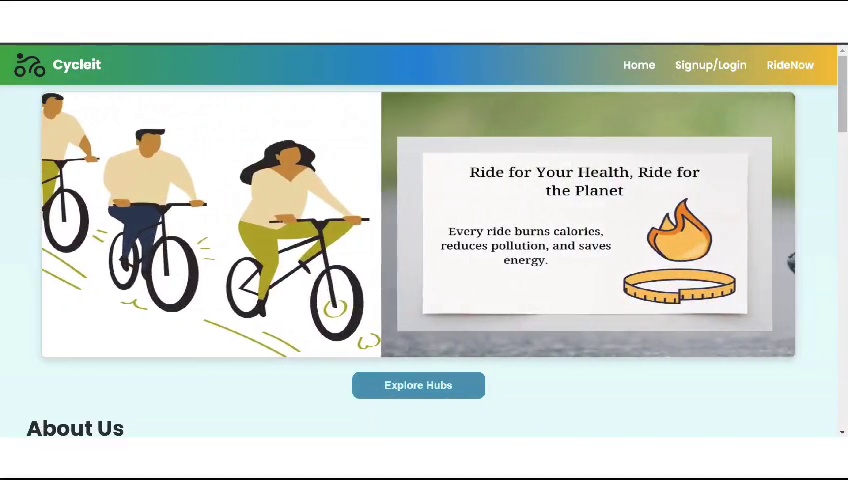 Cycleit
Home Signup/Login RideNow
Ride for Your Health, Ride for
the Planet
Every ride burns calories,
reduces pollution, and saves
energy.
Explore Hubs
About Us